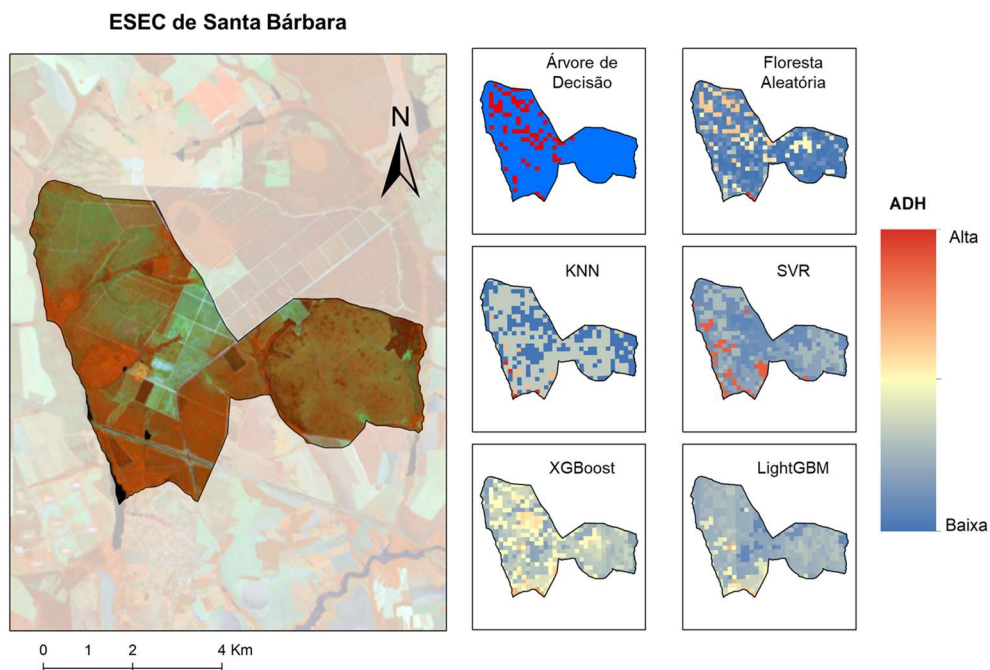 ESEC de Santa Bárbara
N
0 1 2 4 Km
Árvore de
Decisão
Floresta
Aleatória
KNN
SVR
XGBoost
LightGBM
ADH
Alta
Baixa